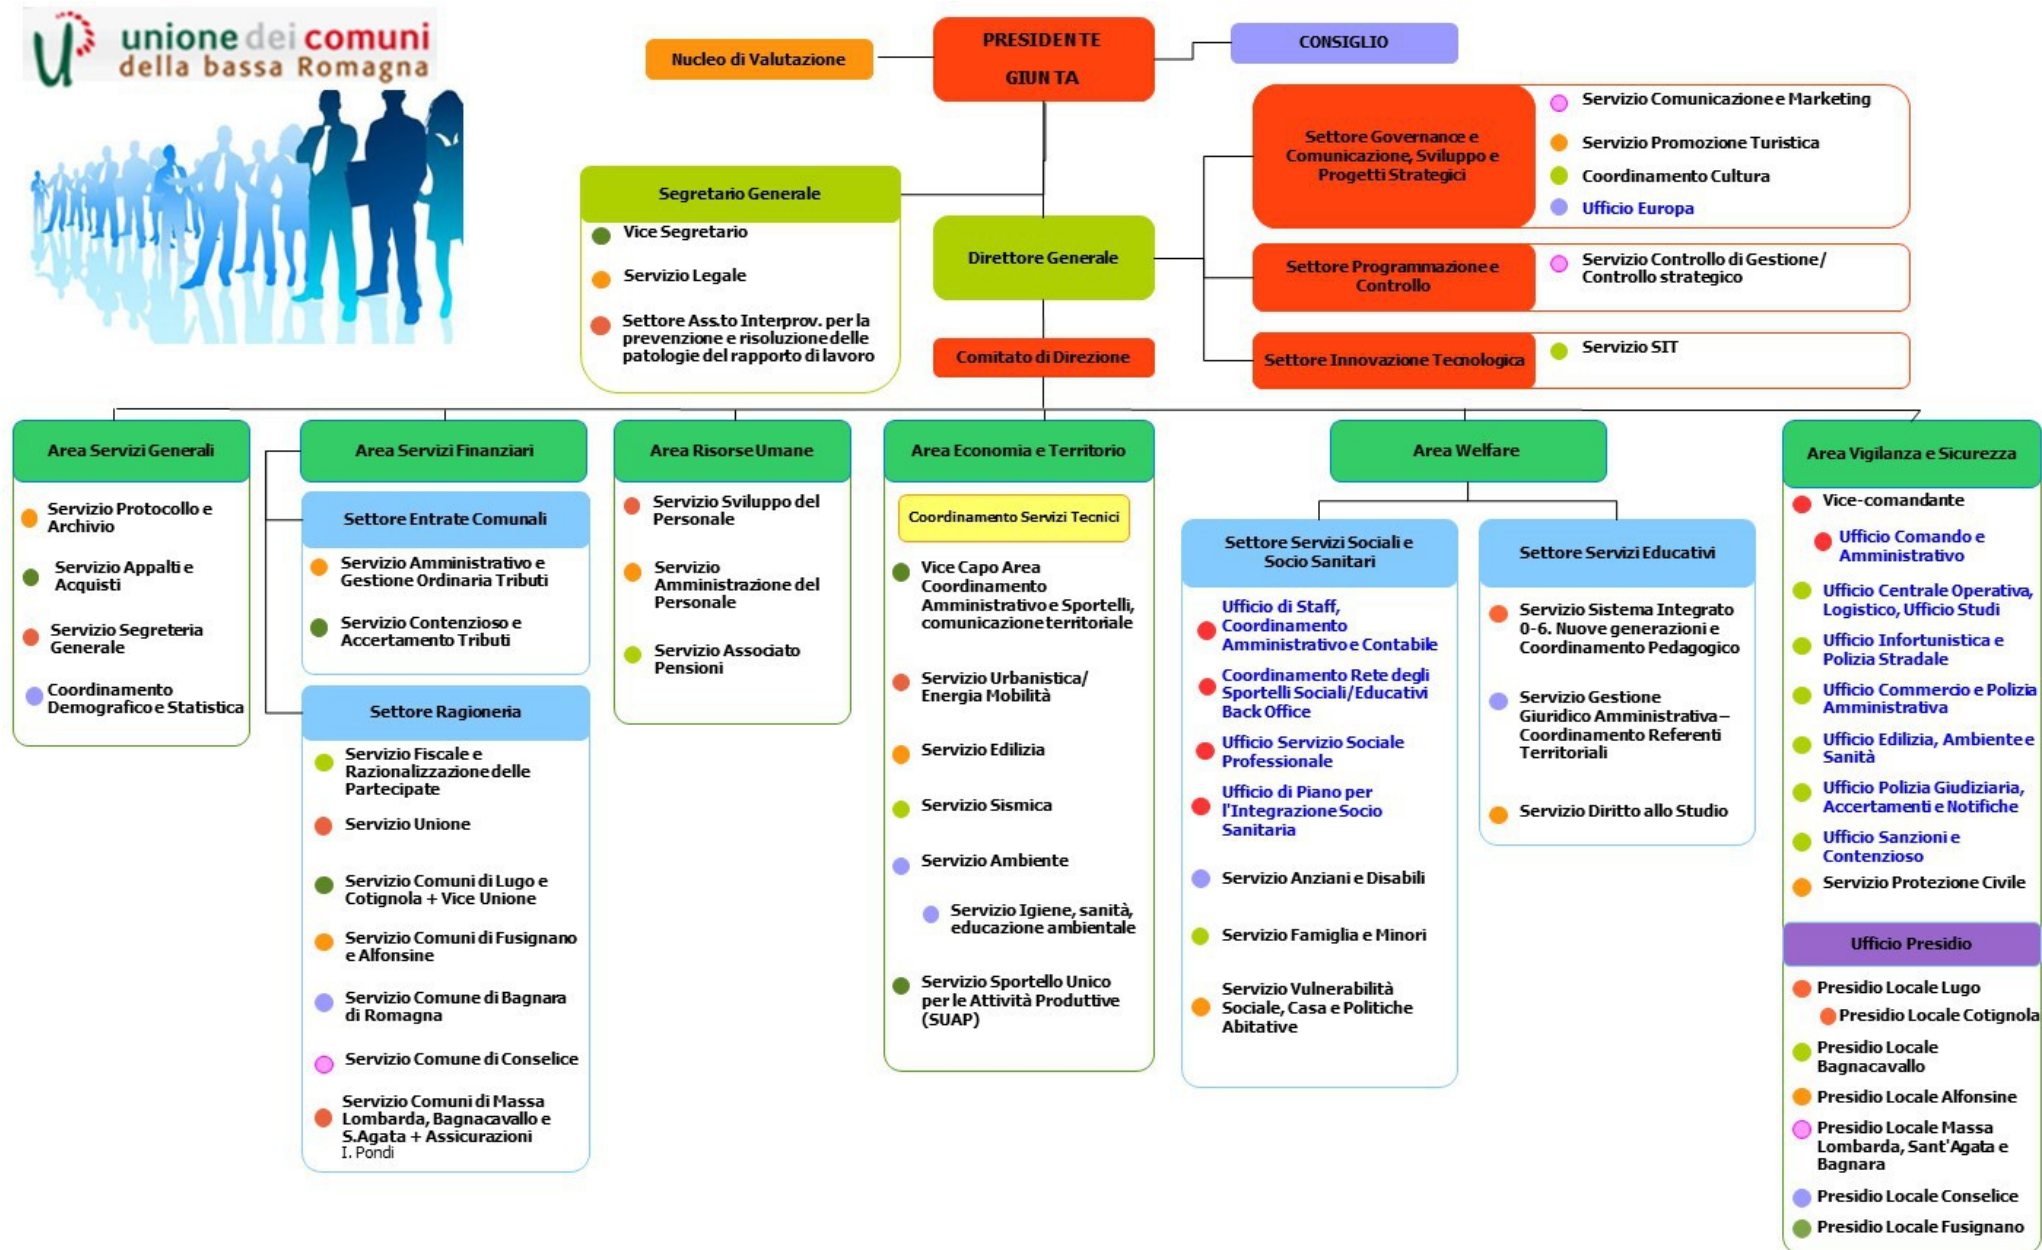 unione dei comuni
della bassa Romagna
Nucleo di Valutazione
PRESIDENTE
GIUNTA
CONSIGLIO
Segretario Generale
Vice Segretario
Servizio Legale
Settore Ass.to Interprov. per la
prevenzione e risoluzione delle
patologie del rapporto di lavoro
Direttore Generale
Comitato di Direzione
Settore Governance e
Comunicazione, Sviluppo e
Progetti Strategici
Servizio Comunicazione e Marketing
Servizio Promozione Turistica
Coordinamento Cultura
Ufficio Europa
Settore Programmazione e
Controllo
Servizio Controllo di Gestione/
Controllo strategico
Settore Innovazione Tecnologica
Servizio SIT
Area Servizi Generali
Servizio Protocollo e
Archivio
Servizio Appalti e
Acquisti
Servizio Segreteria
Generale
Coordinamento
Demografico e Statistica
Area Servizi Finanziari
Settore Entrate Comunali
Servizio Amministrativo e
Gestione Ordinaria Tributi
Servizio Contenzioso e
Accertamento Tributi
Settore Ragioneria
Servizio Fiscale e
Razionalizzazione delle
Partecipate
Servizio Unione
Servizio Comuni di Lugo e
Cotignola + Vice Unione
Servizio Comuni di Fusignano
e Alfonsine
Servizio Comune di Bagnara
di Romagna
Servizio Comune di Conselice
Servizio Comuni di Massa
Lombarda, Bagnacavallo e
S.Agata + Assicurazioni
I. Pondi
Area Risorse Umane
Servizio Sviluppo del
Personale
Servizio
Amministrazione del
Personale
Servizio Associato
Pensioni
Area Economia e Territorio
Coordinamento Servizi Tecnici
Vice Capo Area
Coordinamento
Amministrativo e Sportelli,
comunicazione territoriale
Servizio Urbanistica/
Energia Mobilità
Servizio Edilizia
Servizio Sismica
Servizio Ambiente
Servizio Igiene, sanità,
educazione ambientale
Servizio Sportello Unico
per le Attività Produttive
(SUAP)
Area Welfare
Settore Servizi Sociali e
Socio Sanitari
Ufficio di Staff,
Coordinamento
Amministrativo e Contabile
Coordinamento Rete degli
Sportelli Sociali/Educativi
Back Office
Ufficio Servizio Sociale
Professionale
Ufficio di Piano per
l'Integrazione Socio
Sanitaria
Servizio Anziani e Disabili
Servizio Famiglia e Minori
Servizio Vulnerabilità
Sociale, Casa e Politiche
Abitative
Settore Servizi Educativi
Servizio Sistema Integrato
0-6. Nuove generazioni e
Coordinamento Pedagogico
Servizio Gestione
Giuridico Amministrativa –
Coordinamento Referenti
Territoriali
Servizio Diritto allo Studio
Area Vigilanza e Sicurezza
Vice-comandante
Ufficio Comando e
Amministrativo
Ufficio Centrale Operativa,
Logistico, Ufficio Studi
Ufficio Infortunistica e
Polizia Stradale
Ufficio Commercio e Polizia
Amministrativa
Ufficio Edilizia, Ambiente e
Sanità
Ufficio Polizia Giudiziaria,
Accertamenti e Notifiche
Ufficio Sanzioni e
Contenzioso
Servizio Protezione Civile
Ufficio Presidio
Presidio Locale Lugo
Presidio Locale Cotignola
Presidio Locale
Bagnacavallo
Presidio Locale Alfonsine
Presidio Locale Massa
Lombarda, Sant'Agata e
Bagnara
Presidio Locale Conselice
Presidio Locale Fusignano